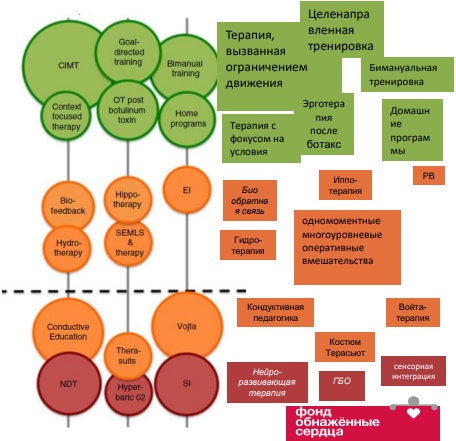 CIMT
Goal-
directed
training
Bimanual
training
Context
focused
therapy
OT post
botulinum
toxin
Home
programs
Bio-
feedback
Hippo-
therapy
EI
Hydro-
therapy
SEMLS
& 
therapy
Conductive
Education
Vojta
Thera-
suits
NDT
Hyper-
baric 02
SI
Терапия,
вызванная
ограничением
движения
Целенапра
вленная
тренировка
Бимануальная
тренировка
Терапия с
фокусом на
условия
Эрготера
пия
после
ботакс
Домашн
ие
програм
мы
Био
обратна
я связь
Иппо-
терапия
РВ
Гидро-
терапия
одномоментные
многоуровневые
оперативные
вмешательства
Кондуктивная
педагогика
Войта-
терапия
Костюм
Терасьют
Нейро-
развивающая
терапия
ГБО
сенсорная
интеграция
фонд
обнажённые
сердца